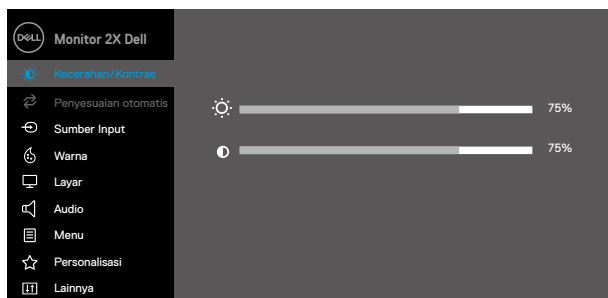 DELL
Monitor 2X Dell
Kecerahan/Kontras
Penyesuaian otomatis
Sumber Input
Warna
Layar
Audio
Menu
Personalisasi
Lainnya
75%
75%